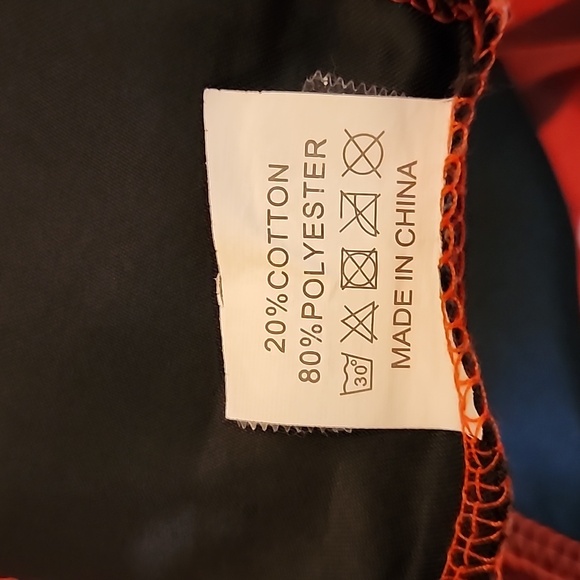 20%COTTON
80%POLYESTER
30°
MADE IN CHINA